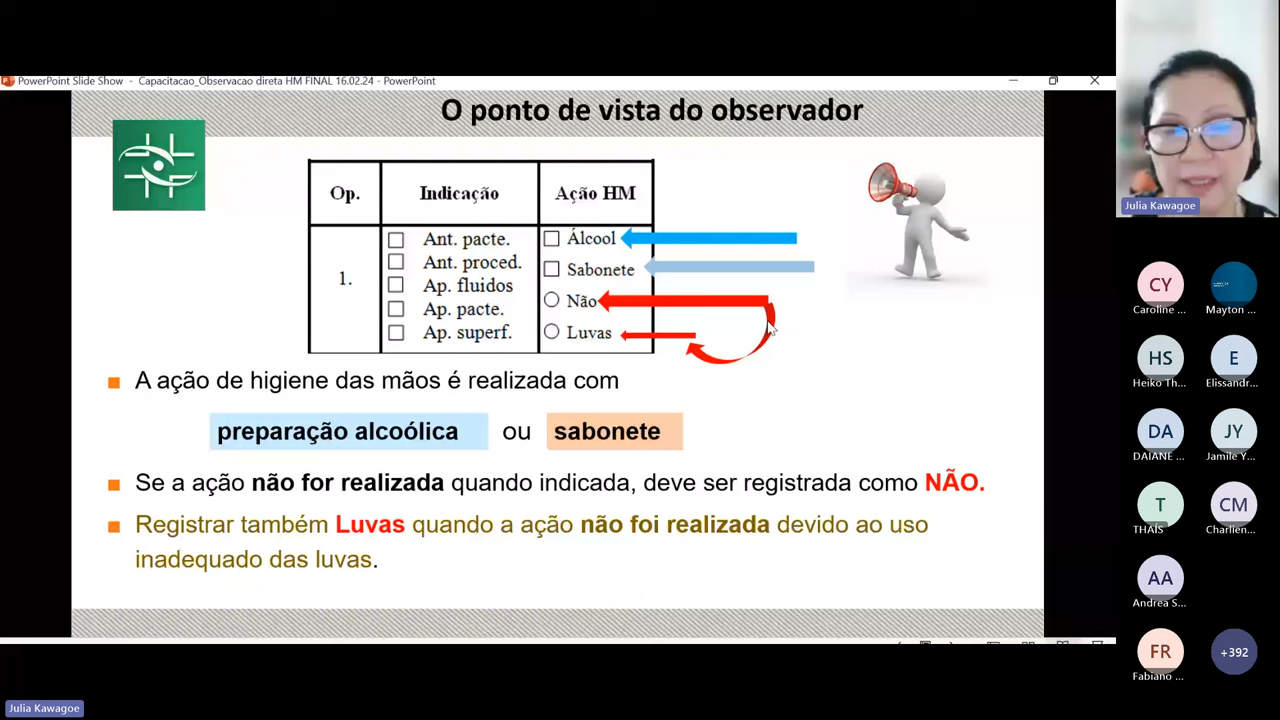 PowerPoint Slide Show - Capacitacao_Observacao direta HM FINAL 16.02.24 - PowerPoint
O ponto de vista do observador
Op. Indicação Ação HM
1.
Ant. pacte.
Ant. proced.
Ap. fluidos
Ap. pacte.
Ap. superf.
Álcool
Sabonete
Não
Luvas
A ação de higiene das mãos é realizada com
preparação alcoólica ou sabonete
Se a ação não for realizada quando indicada, deve ser registrada como NÃO.
Registrar também Luvas quando a ação não foi realizada devido ao uso
inadequado das luvas.
Julia Kawagoe
CY
Caroline ...
Mayton ...
HS
Heiko Th...
E
Elissandr...
DA
DAIANE ...
JY
Jamile Y...
T
THAÍS
CM
Charlien...
AA
Andrea S...
FR
Fabiano ...
+392
Julia Kawagoe